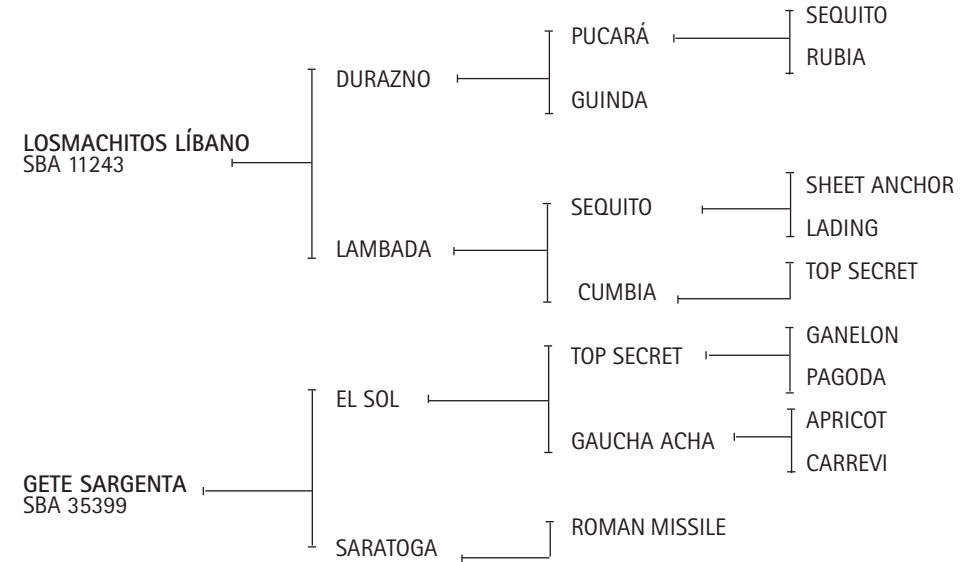 SEQUITO
PUCARÁ
RUBIA
DURAZNO
GUINDA
LOSMACHITOS LÍBANO
SBA 11243
SHEET ANCHOR
SEQUITO
LADING
LAMBADA
TOP SECRET
CUMBIA
GANELON
TOP SECRET
PAGODA
EL SOL
APRICOT
GAUCHA ACHA
CARREVI
GETE SARGENTA
SBA 35399
ROMAN MISSILE
SARATOGA